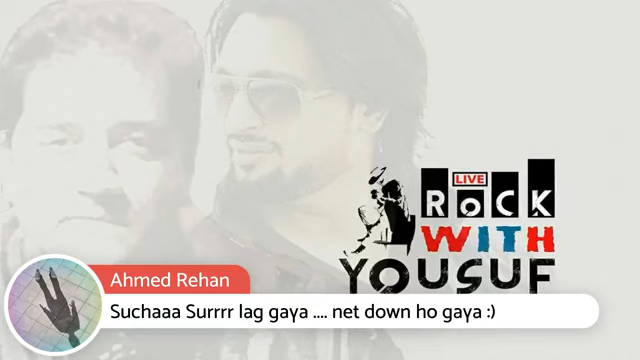 LIVE
ROCK
WITH
YOUSUF
Ahmed Rehan
Suchaaa Surrrr lag gaya .... net down ho gaya :)